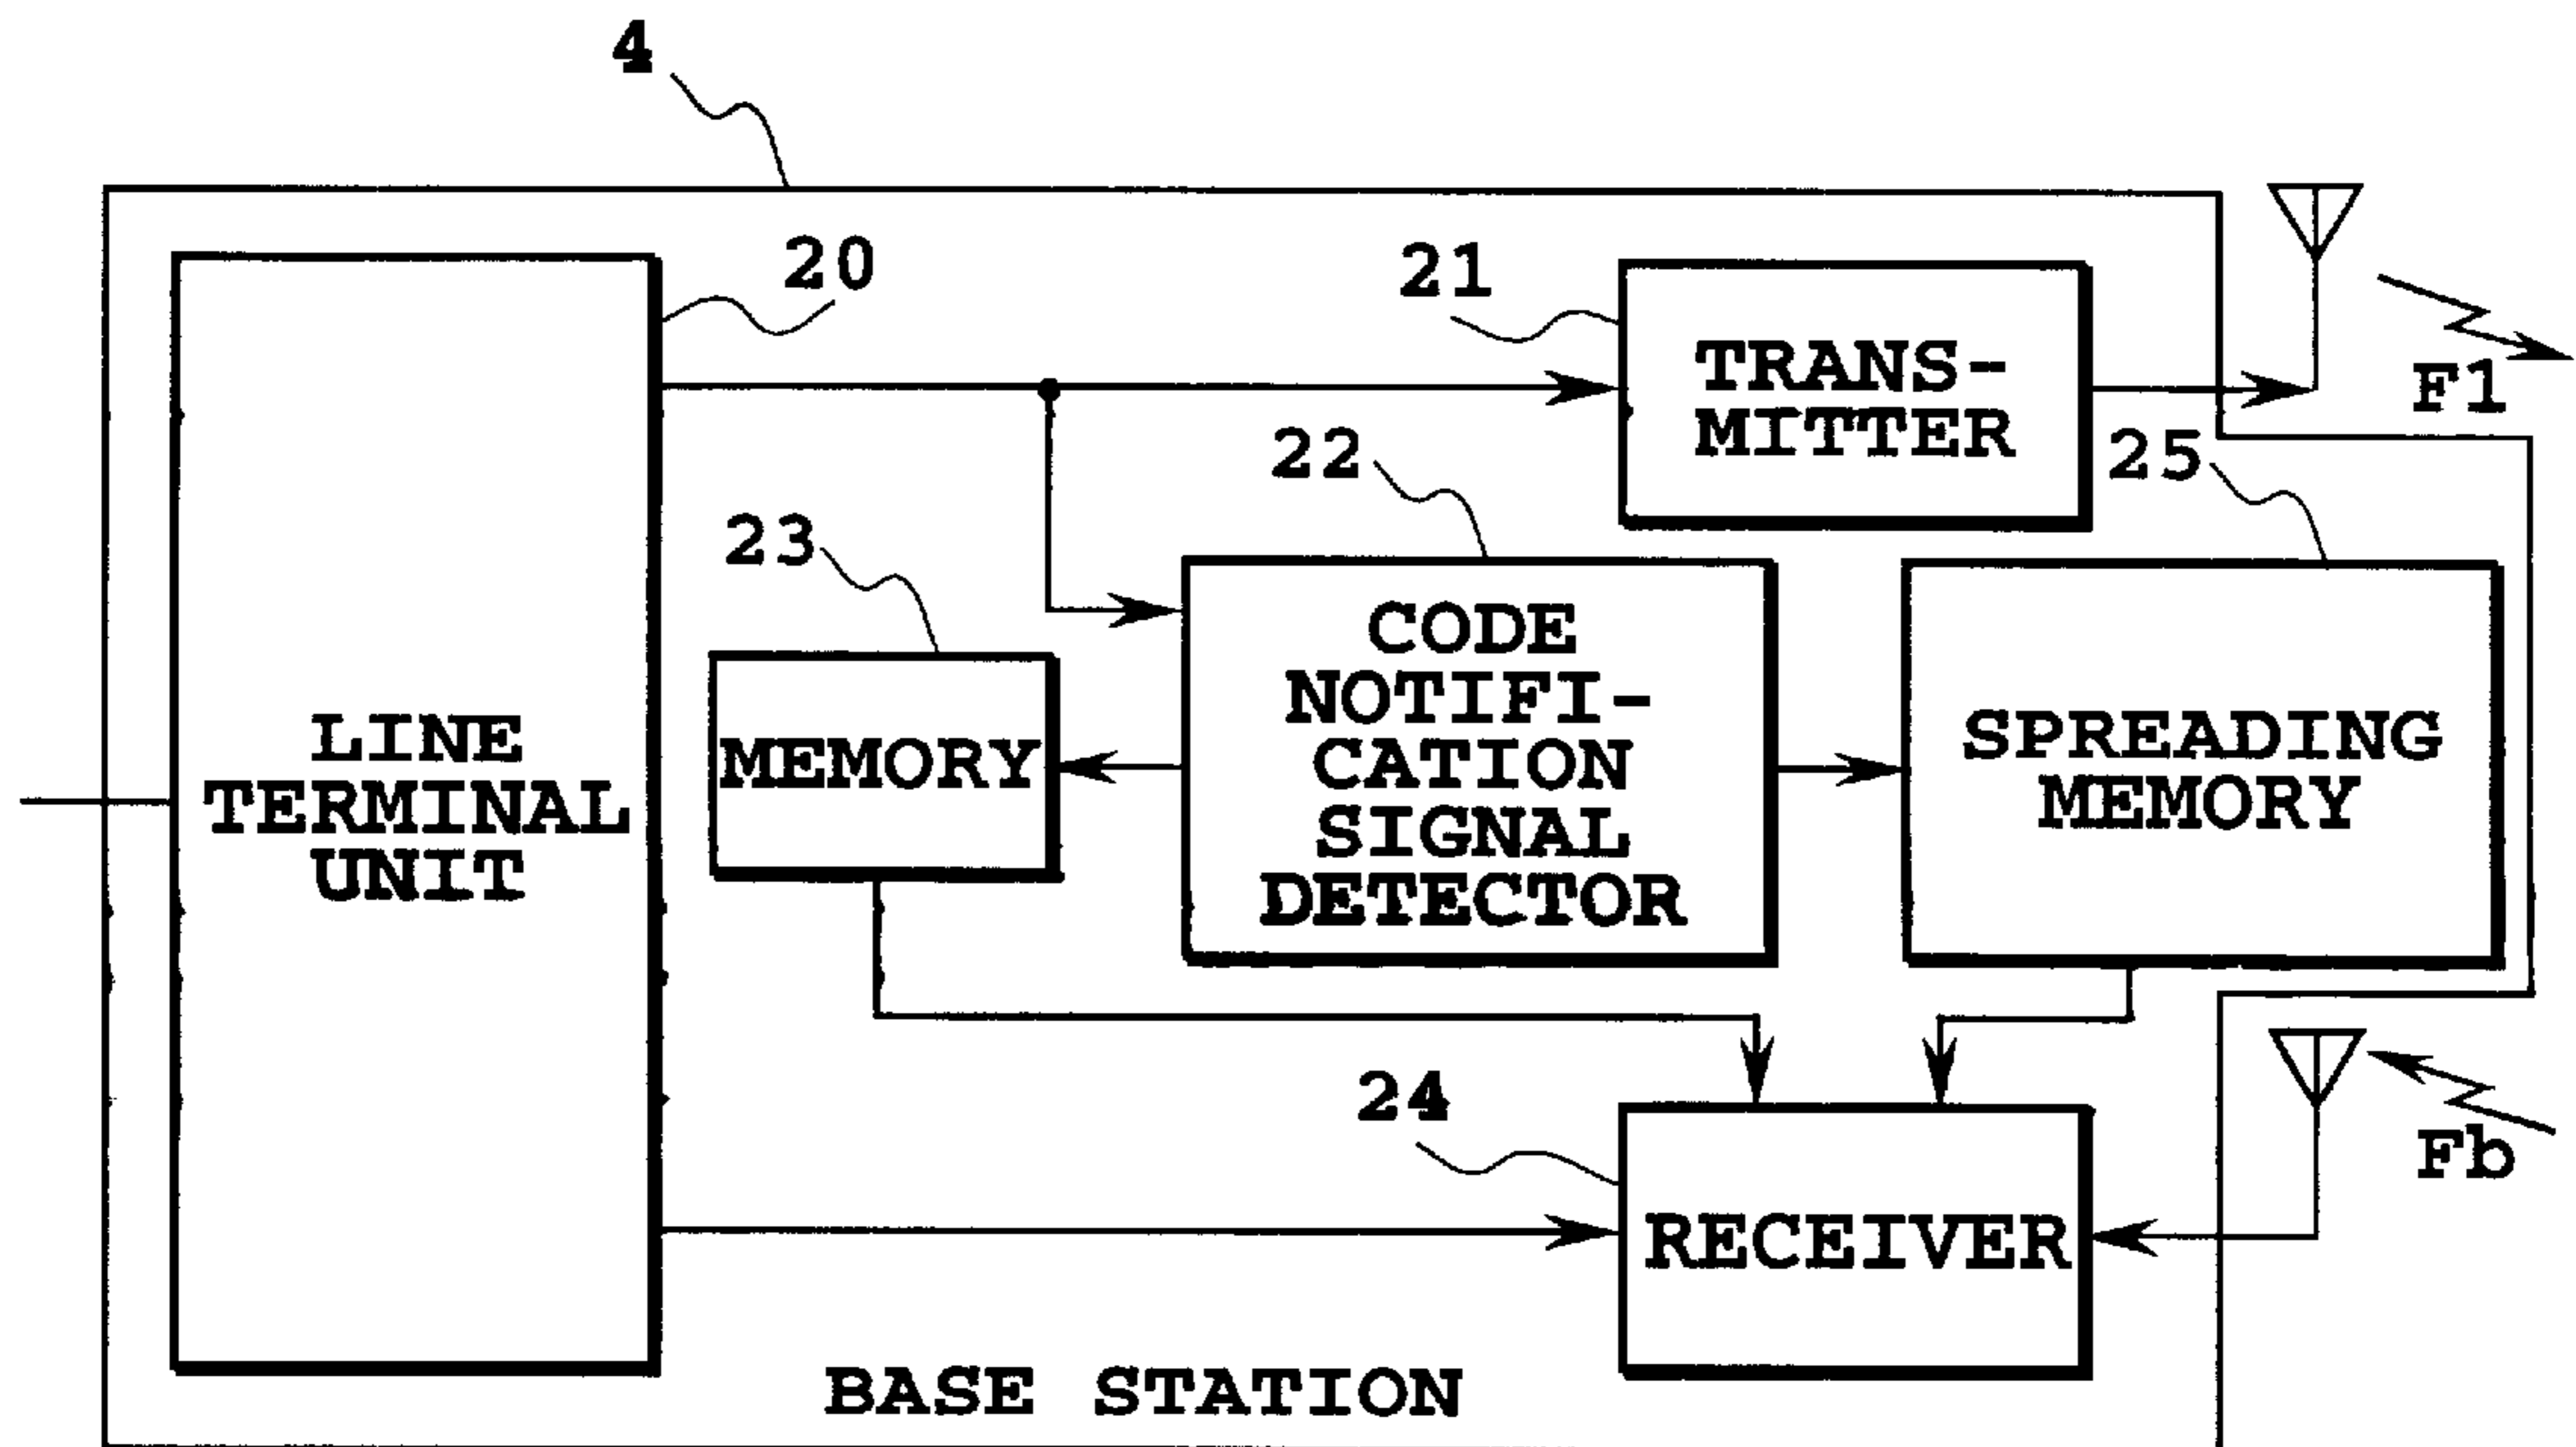 4
20
21
TRANS-
MITTER
F1
22
25
23
CODE
NOTIFI-
CATION
SIGNAL
DETECTOR
MEMORY
SPREADING
MEMORY
LINE
TERMINAL
UNIT
24
RECEIVER
Fb
BASE STATION